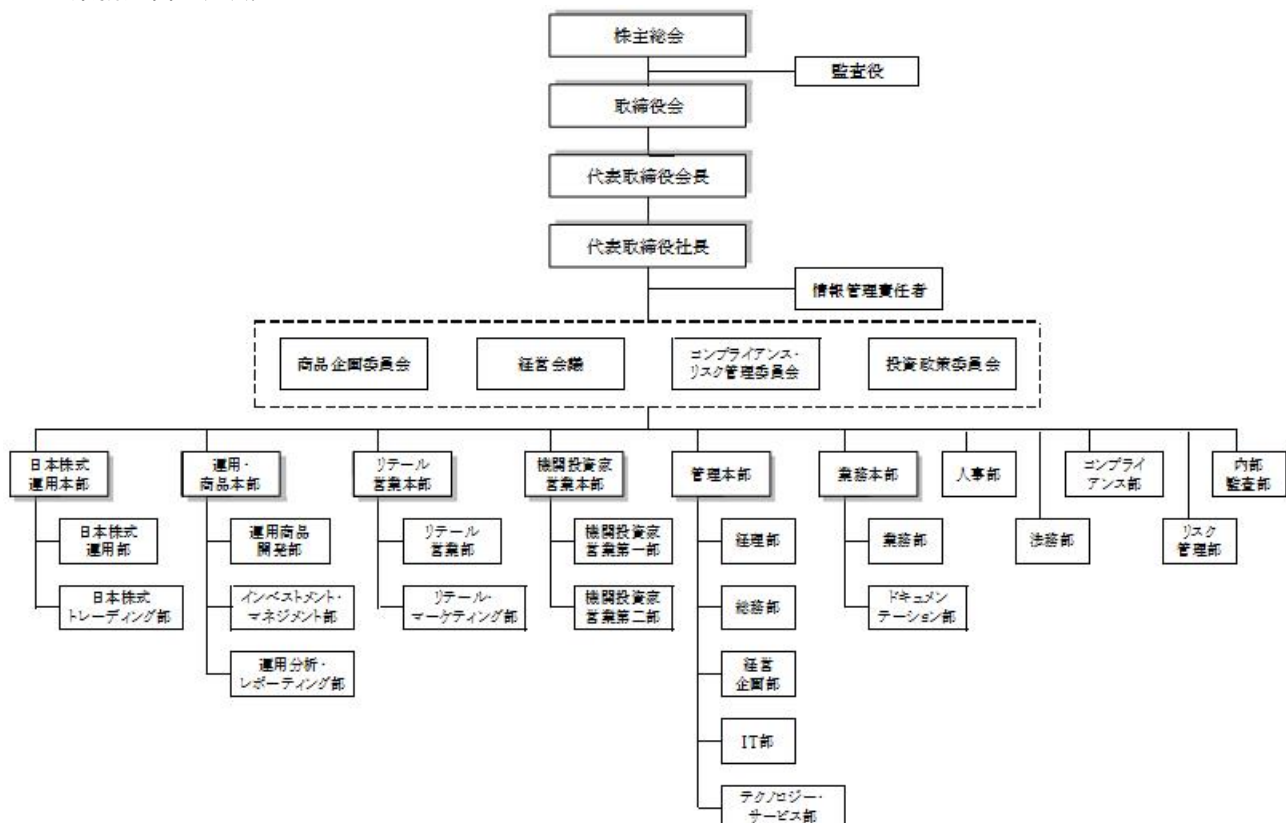 株主総会
監査役
取締役会
代表取締役会長
代表取締役社長
情報管理責任者
商品企画委員会
経営会議
コンプライアンス・
リスク管理委員会
投資政策委員会
日本株式
運用本部
運用・
商品本部
リテール
営業本部
機関投資家
営業本部
管理本部
業務本部
人事部
コンプライ
アンス部
内部
監査部
日本株式
運用部
運用商品
開発部
リテール
営業部
機関投資家
営業第一部
経理部
業務部
法務部
リスク
管理部
日本株式
トレーディング部
インベストメント・
マネジメント部
リテール・
マーケティング部
機関投資家
営業第二部
総務部
ドキュメン
テーション部
運用分析・
レポーティング部
経営
企画部
IT部
テクノロジー・
サービス部